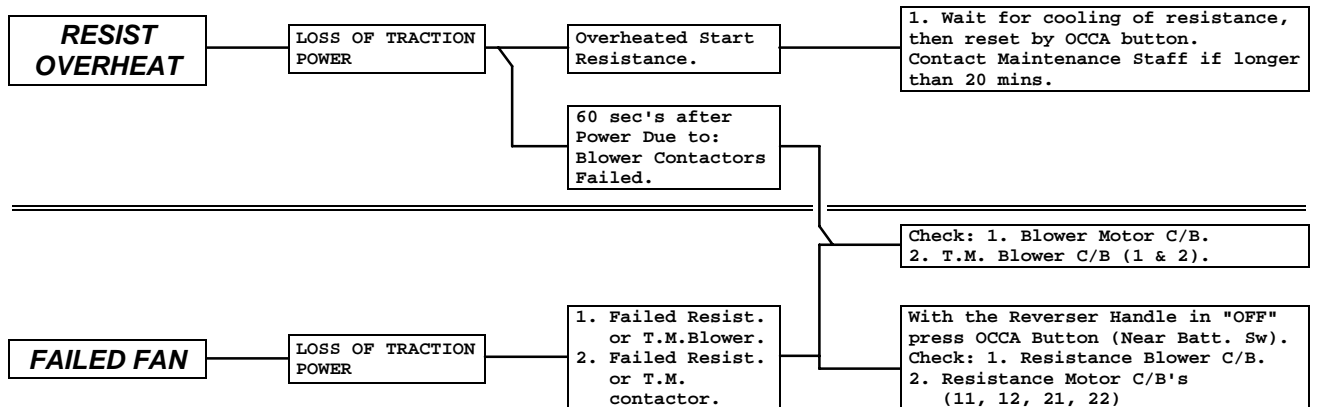 RESIST
OVERHEAT
LOSS OF TRACTION
POWER
Overheated Start
Resistance.
1. Wait for cooling of resistance,
then reset by OCCA button.
Contact Maintenance Staff if longer
than 20 mins.
60 sec's after
Power Due to:
Blower Contactors
Failed.
Check: 1. Blower Motor C/B.
2. T.M. Blower C/B (1 & 2).
FAILED FAN
LOSS OF TRACTION
POWER
1. Failed Resist.
or T.M.Blower.
2. Failed Resist.
or T.M.
contactor.
With the Reverser Handle in "OFF"
press OCCA Button (Near Batt. Sw).
Check: 1. Resistance Blower C/B.
2. Resistance Motor C/B's
(11, 12, 21, 22)